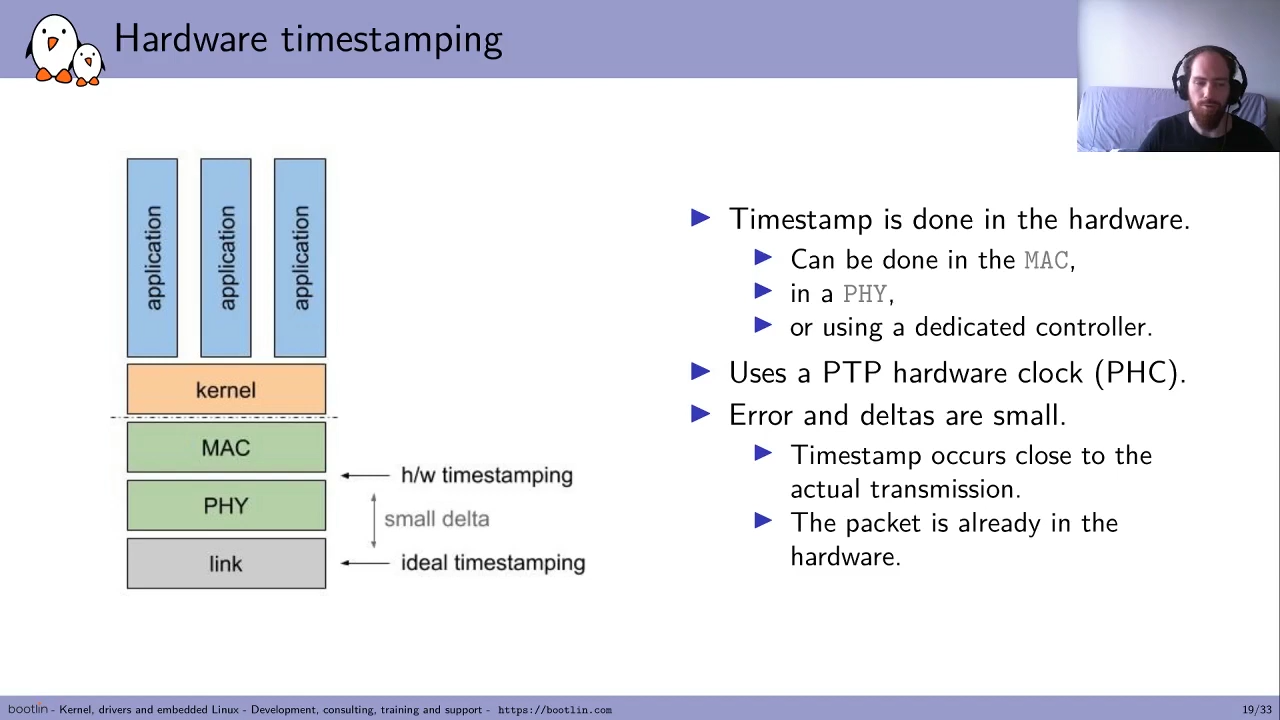 Hardware timestamping
application
application
application
kernel
MAC
PHY
link
h/w timestamping
small delta
ideal timestamping
Timestamp is done in the hardware.
Can be done in the MAC,
in a PHY,
or using a dedicated controller.
Uses a PTP hardware clock (PHC).
Error and deltas are small.
Timestamp occurs close to the
actual transmission.
The packet is already in the
hardware.
bootlin - Kernel, drivers and embedded Linux - Development, consulting, training and support - https://bootlin.com
19/33